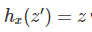 h_x(z') = z